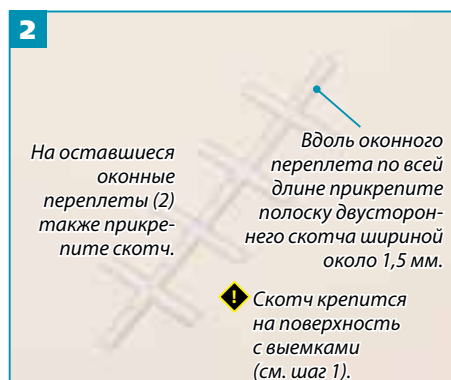 2
На оставшиеся
оконные
переплеты (2)
также прикре-
пите скотч.
Вдоль оконного
переплета по всей
длине прикрепите
полоску двусторон-
него скотча шириной
около 1,5 мм.
! Скотч крепится
на поверхность
с выемками
(см. шаг 1).